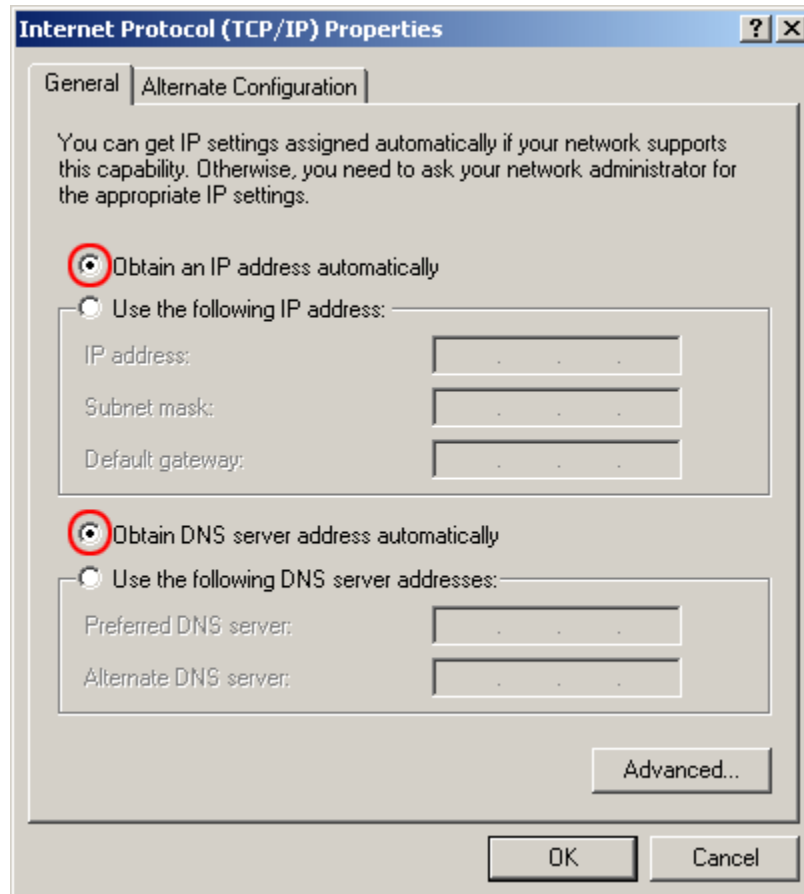 Internet Protocol (TCP/IP) Properties
General
Alternate Configuration
You can get IP settings assigned automatically if your network supports
this capability. Otherwise, you need to ask your network administrator for
the appropriate IP settings.
Obtain an IP address automatically
Use the following IP address:
IP address:
Subnet mask:
Default gateway:
Obtain DNS server address automatically
Use the following DNS server addresses:
Preferred DNS server:
Alternate DNS server:
Advanced...
OK
Cancel